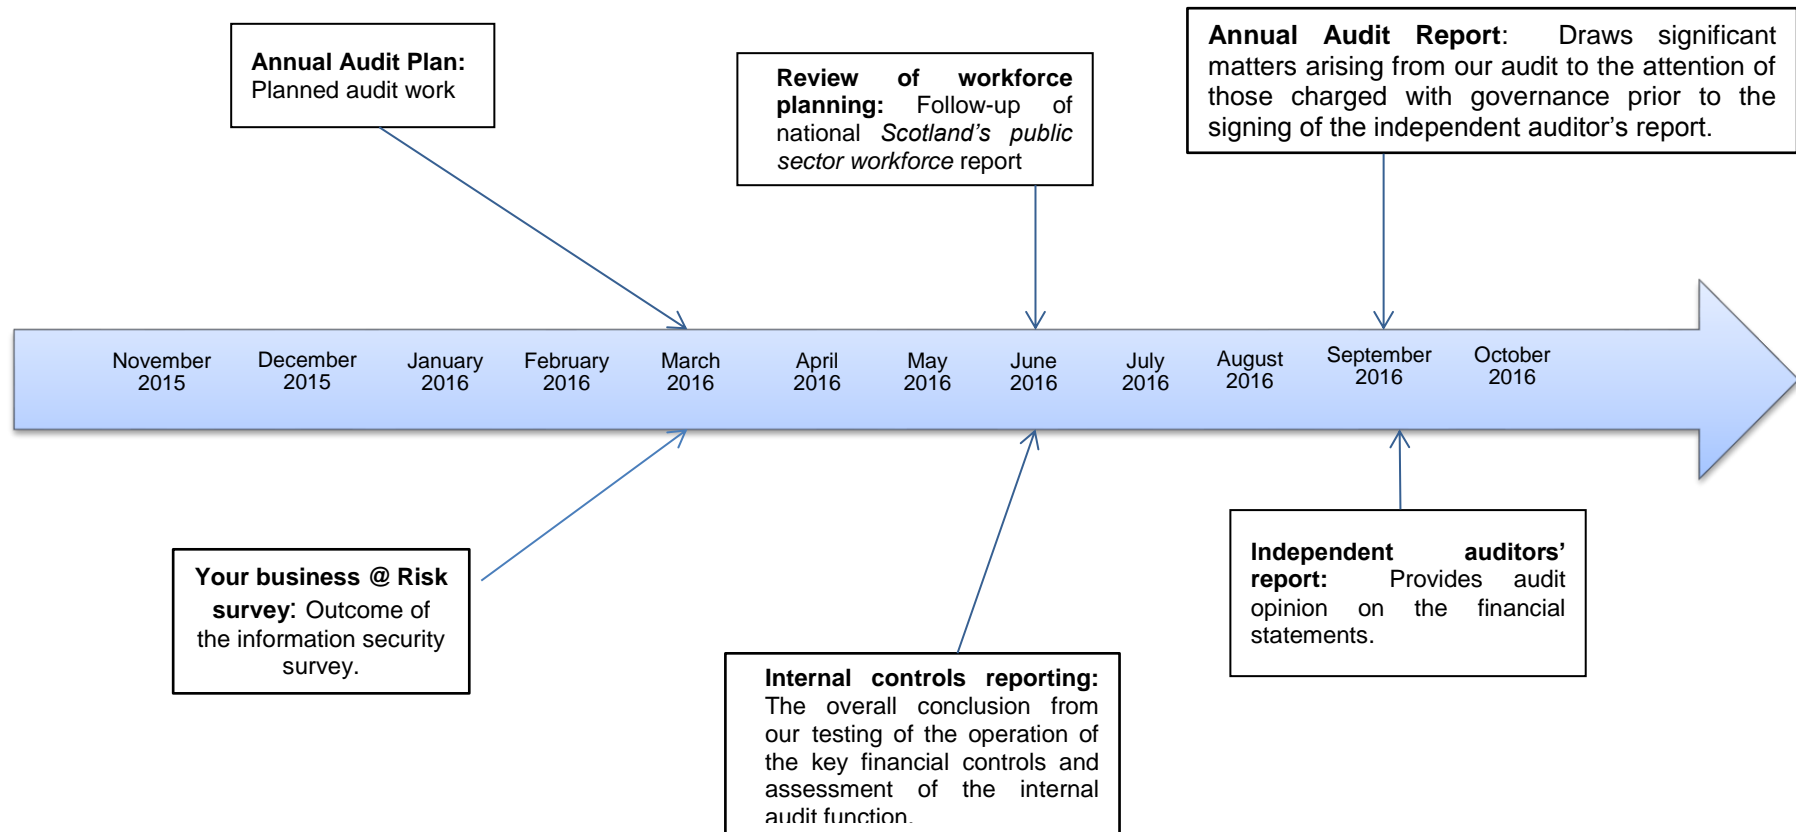 Annual Audit Plan:
Planned audit work
Review of workforce
planning: Follow-up of
national Scotland's public
sector workforce report
Annual Audit Report: Draws significant
matters arising from our audit to the attention of
those charged with governance prior to the
signing of the independent auditor's report.
November
2015
December
2015
January
2016
February
2016
March
2016
April
2016
May
2016
June
2016
July
2016
August
2016
September
2016
October
2016
Your business @ Risk
survey: Outcome of
the information security
survey.
Internal controls reporting:
The overall conclusion from
our testing of the operation of
the key financial controls and
assessment of the internal
audit function.
Independent auditors'
report: Provides audit
opinion on the financial
statements.